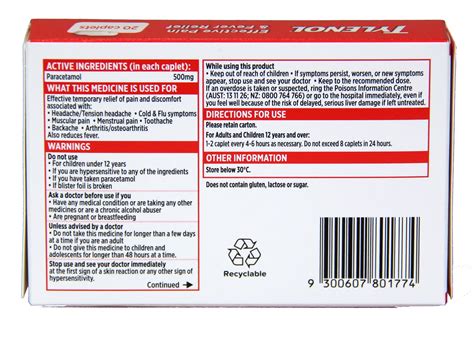 TYLENOL
Effective Pain
& Fever Relief
20 caplets
ACTIVE INGREDIENTS (in each caplet):
Paracetamol 500mg
WHAT THIS MEDICINE IS USED FOR
Effective temporary relief of pain and discomfort
associated with:
• Headache/Tension headache • Cold & Flu symptoms
• Muscular pain • Menstrual pain • Toothache
• Backache • Arthritis/osteoarthritis
Also reduces fever.
WARNINGS
Do not use
• For children under 12 years
• If you are hypersensitive to any of the ingredients
• If you have taken paracetamol
• If blister foil is broken
Ask a doctor before use if you
• Have any medical condition or are taking any other
medicines or are a chronic alcohol abuser
• Are pregnant or breastfeeding
Unless advised by a doctor
• Do not take this medicine for longer than a few days
at a time if you are an adult
• Do not give this medicine to children and
adolescents for longer than 48 hours at a time.
Stop use and see your doctor immediately
at the first sign of a skin reaction or any other sign of
hypersensitivity.
Continued
While using this product
• Keep out of reach of children • If symptoms persist, worsen, or new symptoms
appear, stop use and see your doctor • Keep to the recommended dose.
If an overdose is taken or suspected, ring the Poisons Information Centre
(AUST: 13 11 26; NZ: 0800 764 766) or go to the hospital immediately, even if
you feel well because of the risk of delayed, serious liver damage if left untreated.
DIRECTIONS FOR USE
Please retain carton.
For Adults and Children 12 years and over:
1-2 caplet every 4-6 hours as necessary. Do not exceed 8 caplets in 24 hours.
OTHER INFORMATION
Store below 30°C.
Does not contain gluten, lactose or sugar.
Recyclable
9 300607 801774